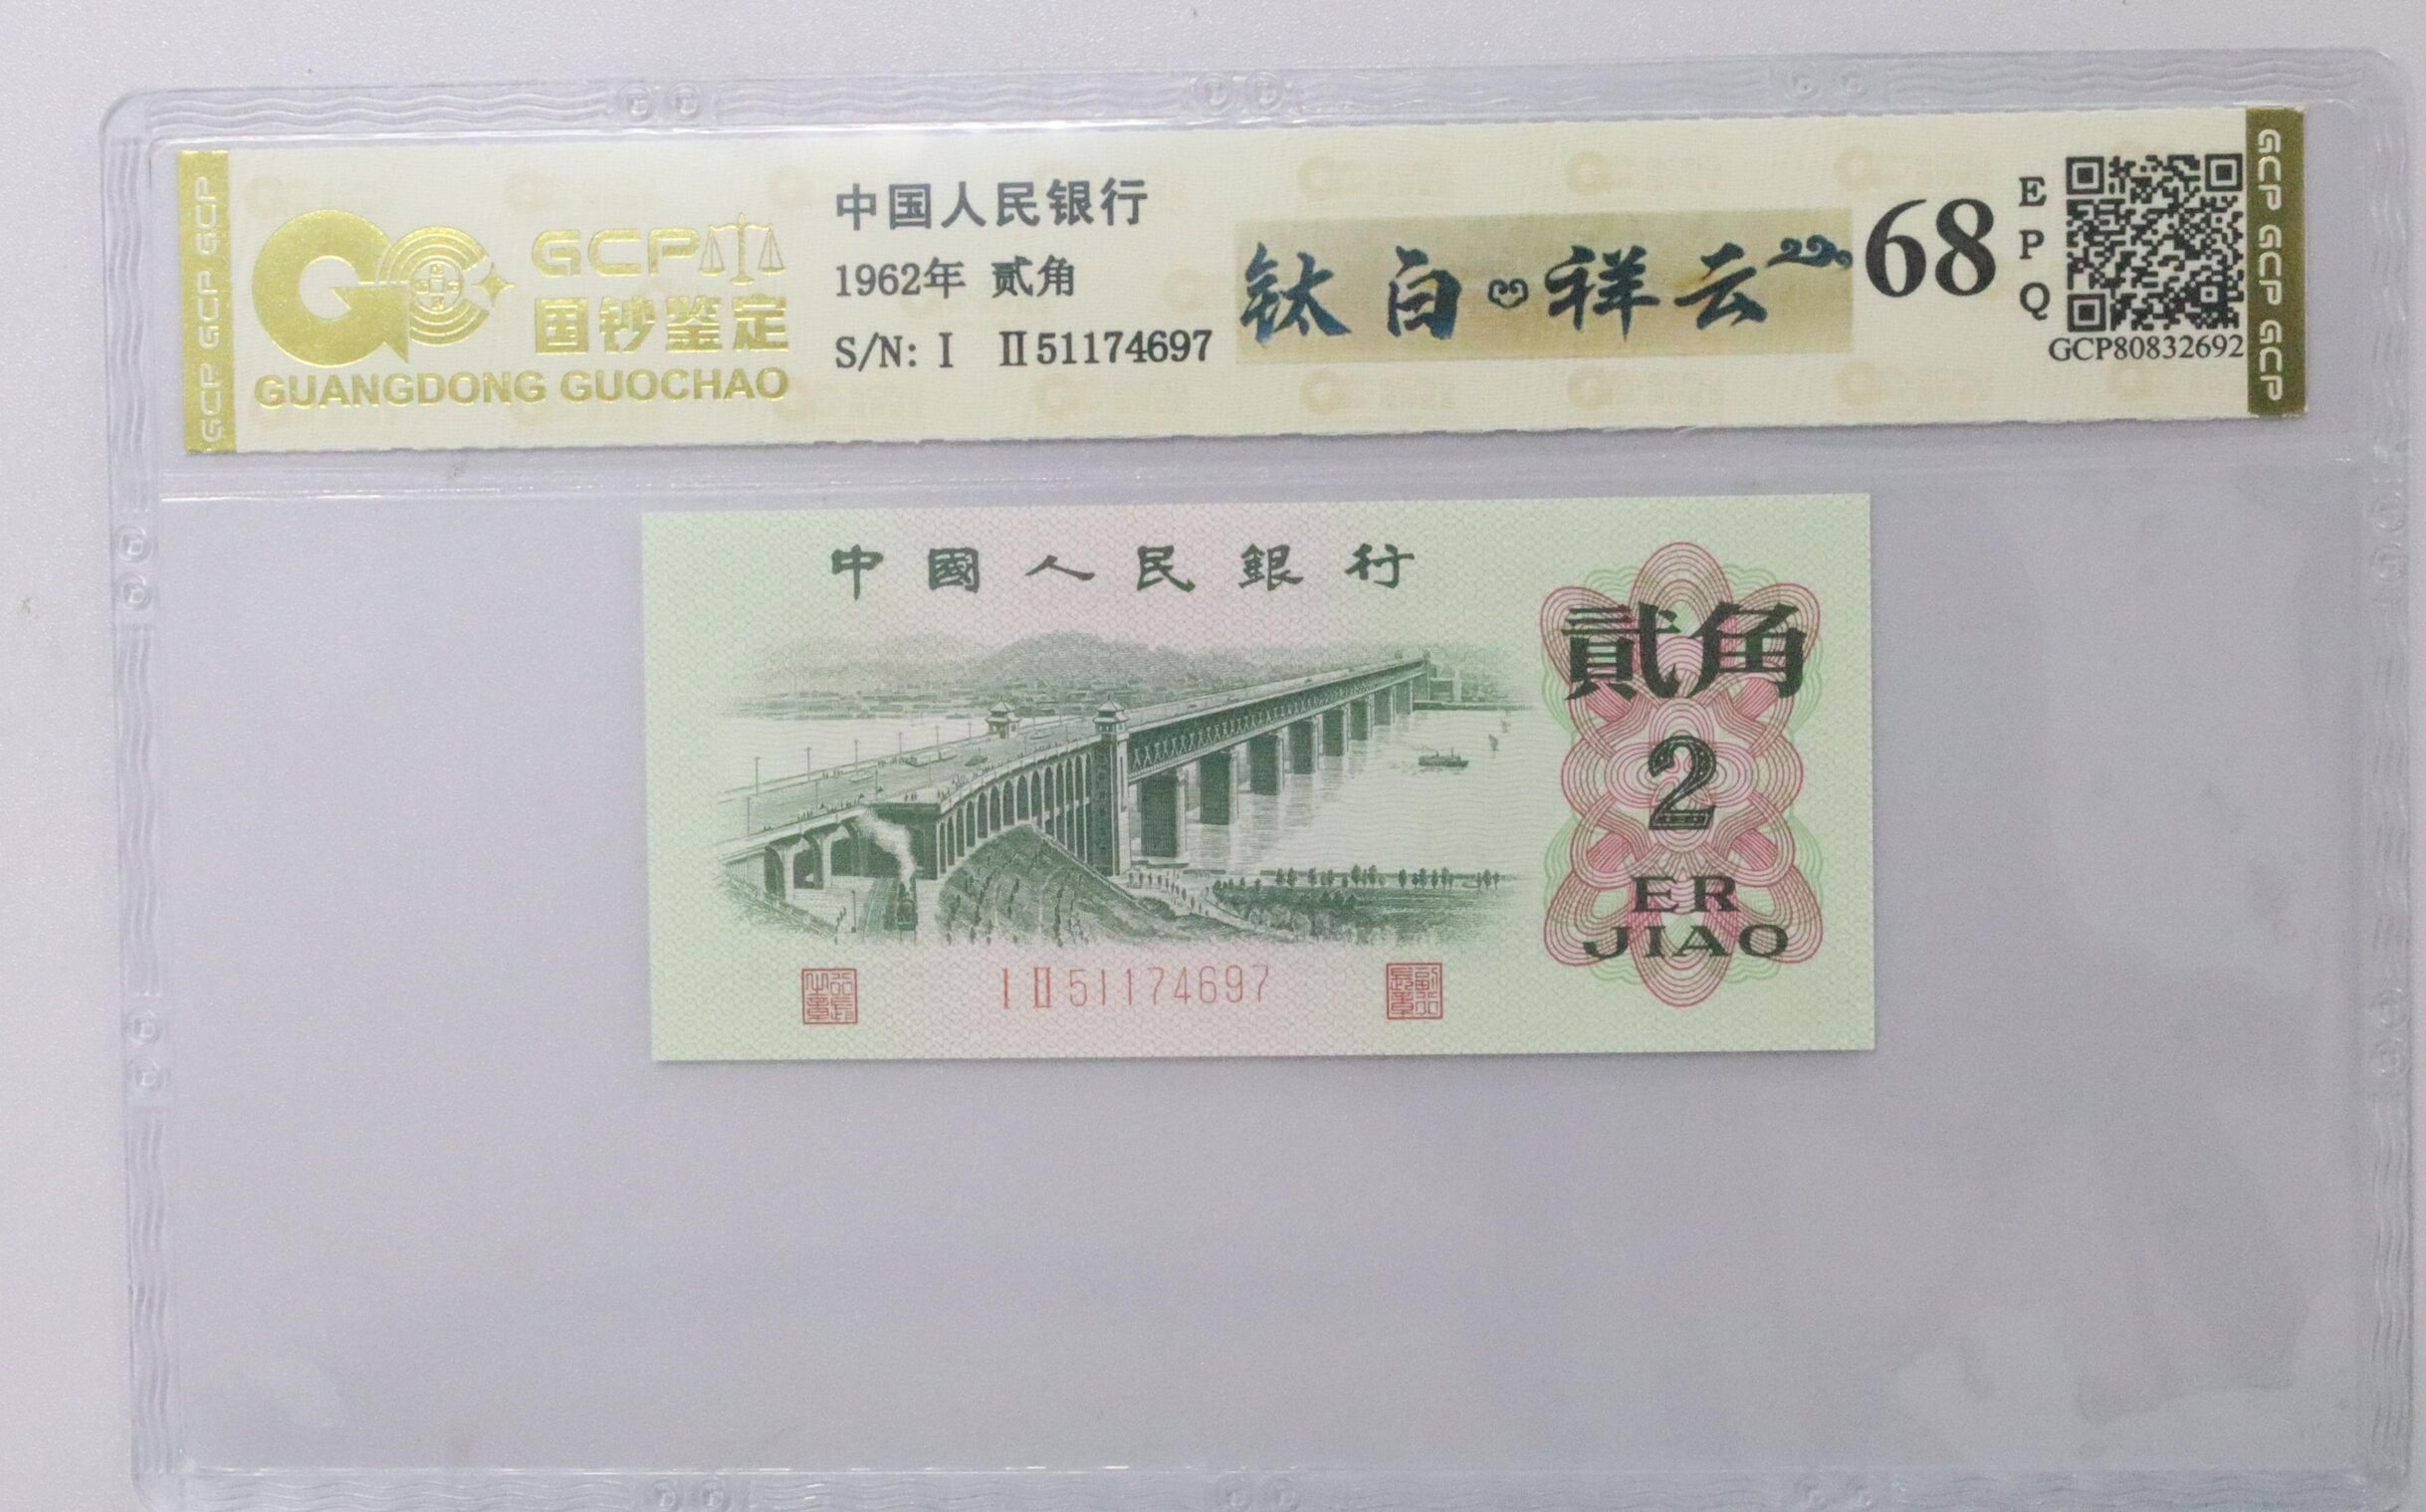 GCP GCP GCP
GCP
国钞鉴定
GUANGDONG GUOCHAO
中国人民银行
1962年 贰角
S/N: I Ⅱ51174697
钛白 祥云
68
E
P
Q
GCP80832692
GCP GCP GCP
中國人民銀行
貳角
2
ER
JIAO
I Ⅱ 51174697